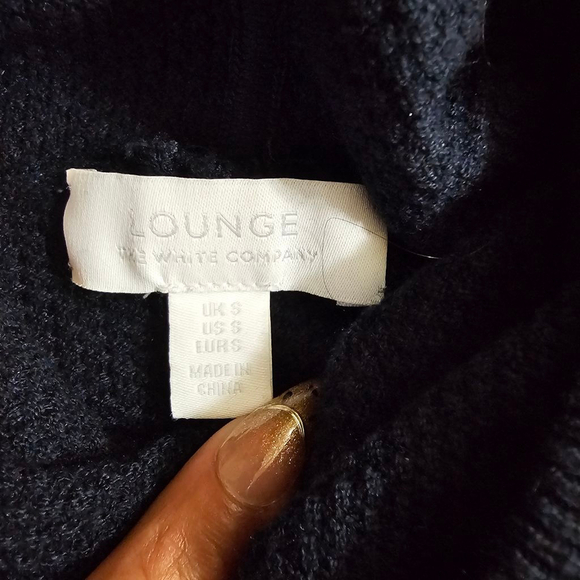 LOUNGE
THE WHITE COMPANY
UK S
US S
EUR S
MADE IN
CHINA